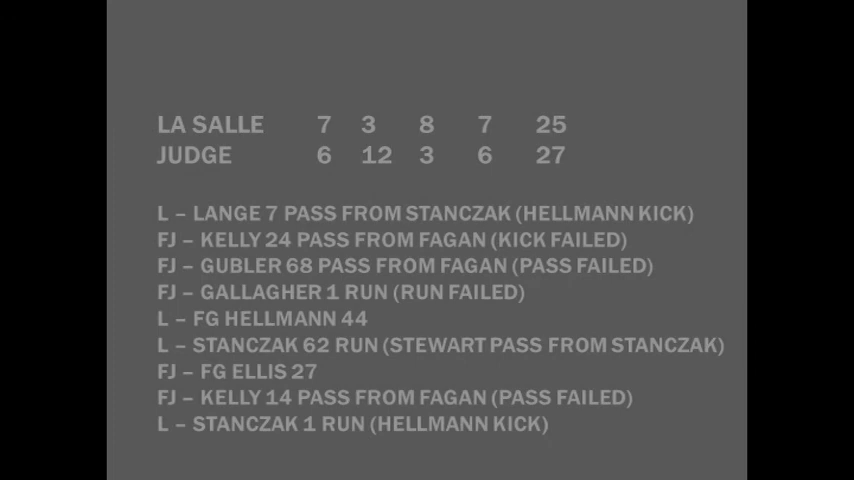 LA SALLE 7 3 8 7 25
JUDGE 6 12 3 6 27
L – LANGE 7 PASS FROM STANCZAK (HELLMANN KICK)
FJ – KELLY 24 PASS FROM FAGAN (KICK FAILED)
FJ – GUBLER 68 PASS FROM FAGAN (PASS FAILED)
FJ – GALLAGHER 1 RUN (RUN FAILED)
L – FG HELLMANN 44
L – STANCZAK 62 RUN (STEWART PASS FROM STANCZAK)
FJ – FG ELLIS 27
FJ – KELLY 14 PASS FROM FAGAN (PASS FAILED)
L – STANCZAK 1 RUN (HELLMANN KICK)